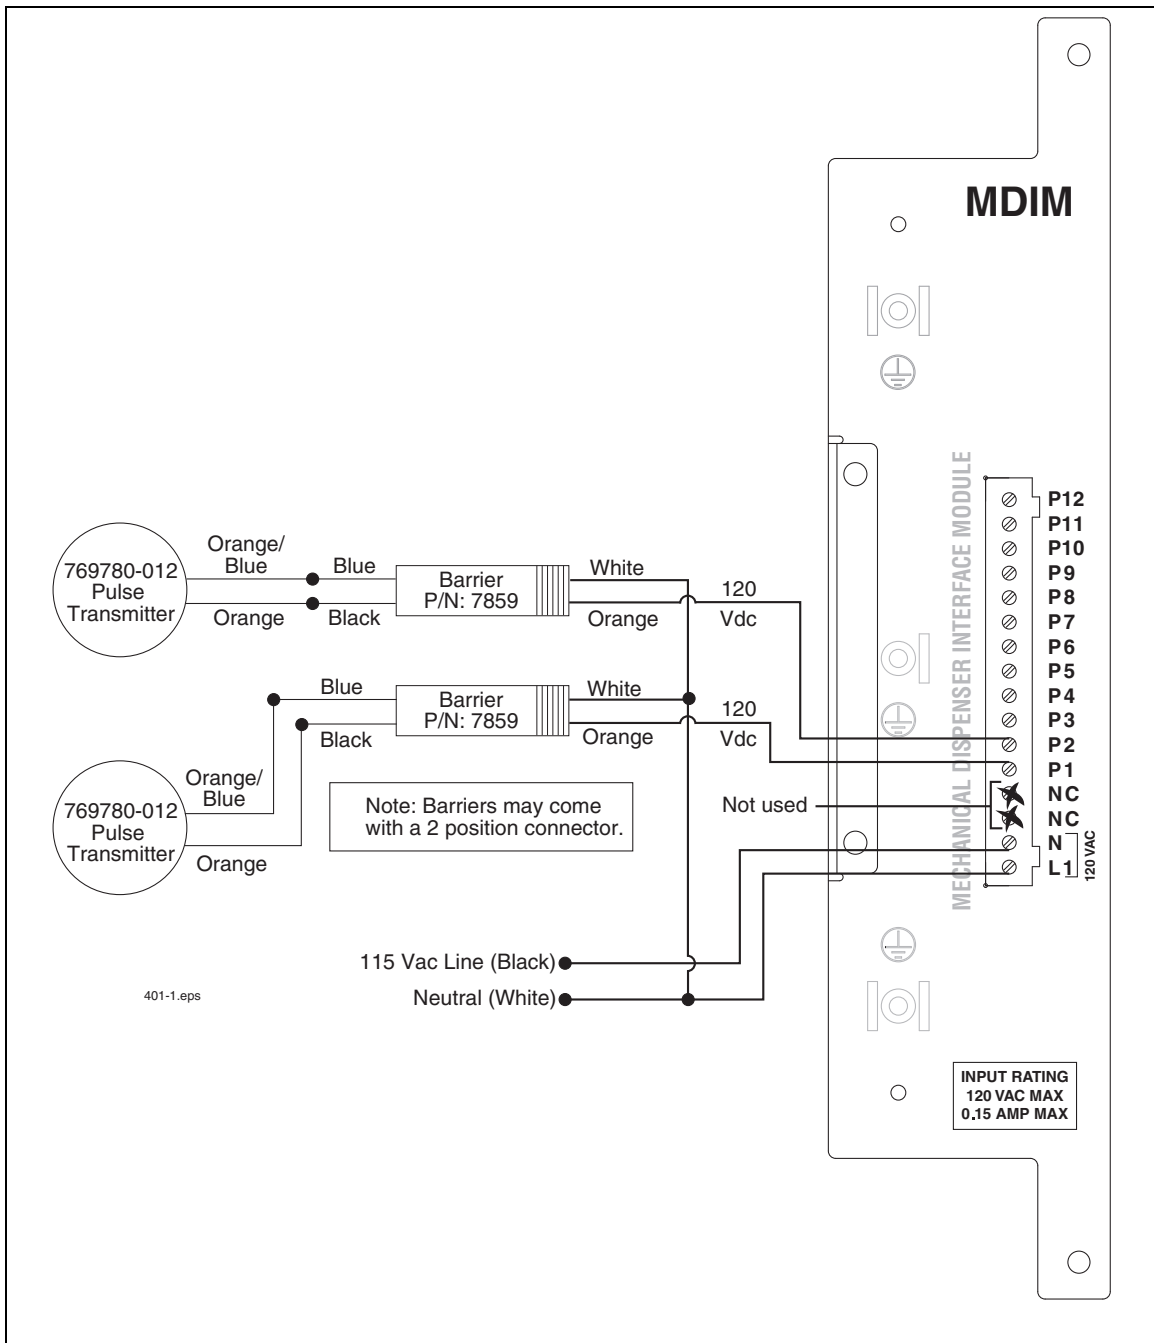 MDIM
MECHANICAL DISPENSER INTERFACE MODULE
P12
P11
P10
P9
P8
P7
P6
P5
P4
P3
P2
P1
NC
NC
N
L1
120 VAC
769780-012
Pulse
Transmitter
Orange/
Blue
Orange
Blue
Black
Barrier
P/N: 7859
White
Orange
120
Vdc
Blue
Black
Barrier
P/N: 7859
White
Orange
120
Vdc
Orange/
Blue
769780-012
Pulse
Transmitter
Orange
Note: Barriers may come
with a 2 position connector.
Not used
115 Vac Line (Black)
Neutral (White)
401-1.eps
INPUT RATING
120 VAC MAX
0.15 AMP MAX